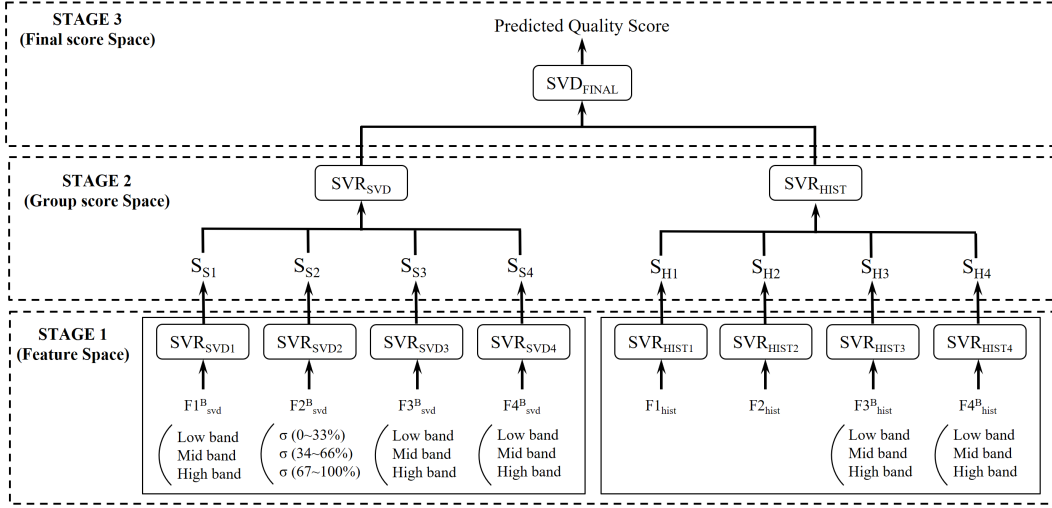 STAGE 3
(Final score Space)
Predicted Quality Score
SVD_FINAL
STAGE 2
(Group score Space)
SVR_SVD
SVR_HIST
S_S1
S_S2
S_S3
S_S4
S_H1
S_H2
S_H3
S_H4
STAGE 1
(Feature Space)
SVR_SVD1
SVR_SVD2
SVR_SVD3
SVR_SVD4
SVR_HIST1
SVR_HIST2
SVR_HIST3
SVR_HIST4
F1^B_svd
F2^B_svd
F3^B_svd
F4^B_svd
F1_hist
F2_hist
F3^B_hist
F4^B_hist
Low band
Mid band
High band
σ (0~33%)
σ (34~66%)
σ (67~100%)
Low band
Mid band
High band
Low band
Mid band
High band
Low band
Mid band
High band
Low band
Mid band
High band